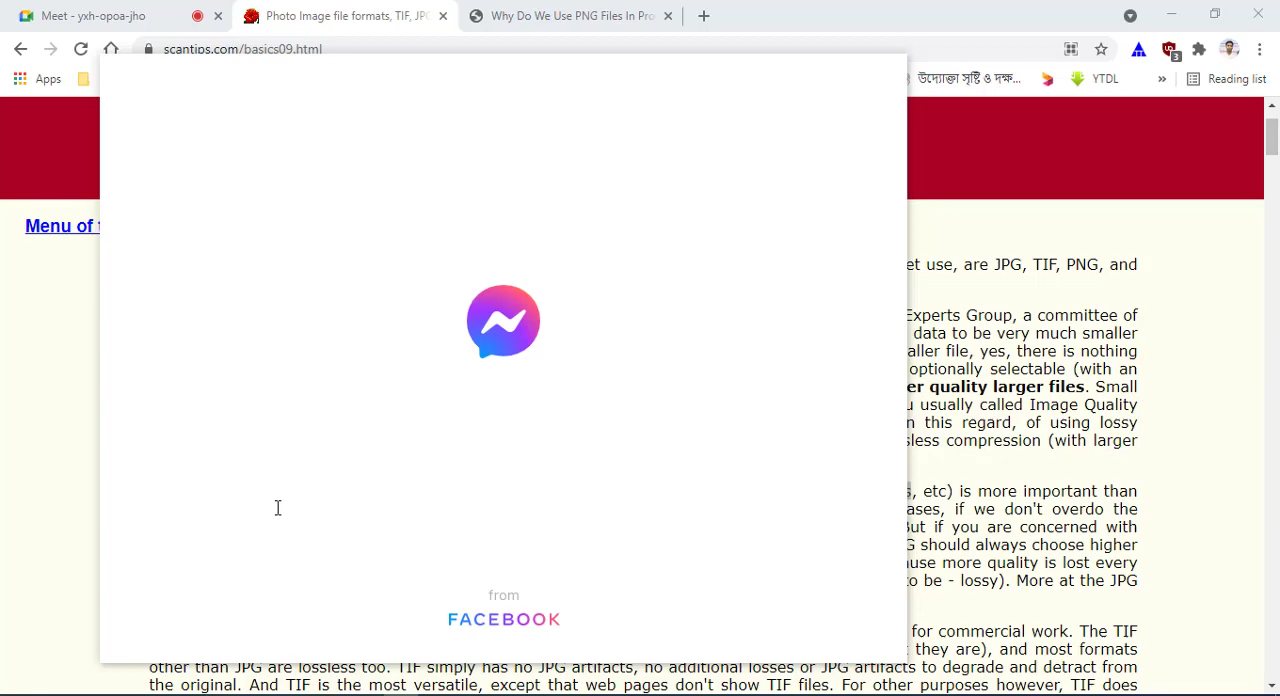 Meet - yxh-opoa-jho
Photo Image file formats, TIF, JPG
Why Do We Use PNG Files In Pro
scantips.com/basics09.html
3
Apps
উদ্যোক্তা সৃষ্টি ও দক্ষ...
YTDL
»
Reading list
Menu of t
et use, are JPG, TIF, PNG, and
Experts Group, a committee of
data to be very much smaller
aller file, yes, there is nothing
optionally selectable (with an
er quality larger files. Small
u usually called Image Quality
n this regard, of using lossy
sless compression (with larger
s, etc) is more important than
ases, if we don't overdo the
But if you are concerned with
G should always choose higher
ause more quality is lost every
to be - lossy). More at the JPG
from
FACEBOOK
for commercial work. The TIF
they are), and most formats
other than JPG are lossless too. TIF simply has no JPG artifacts, no additional losses or JPG artifacts to degrade and detract from
the original. And TIF is the most versatile, except that web pages don't show TIF files. For other purposes however, TIF does